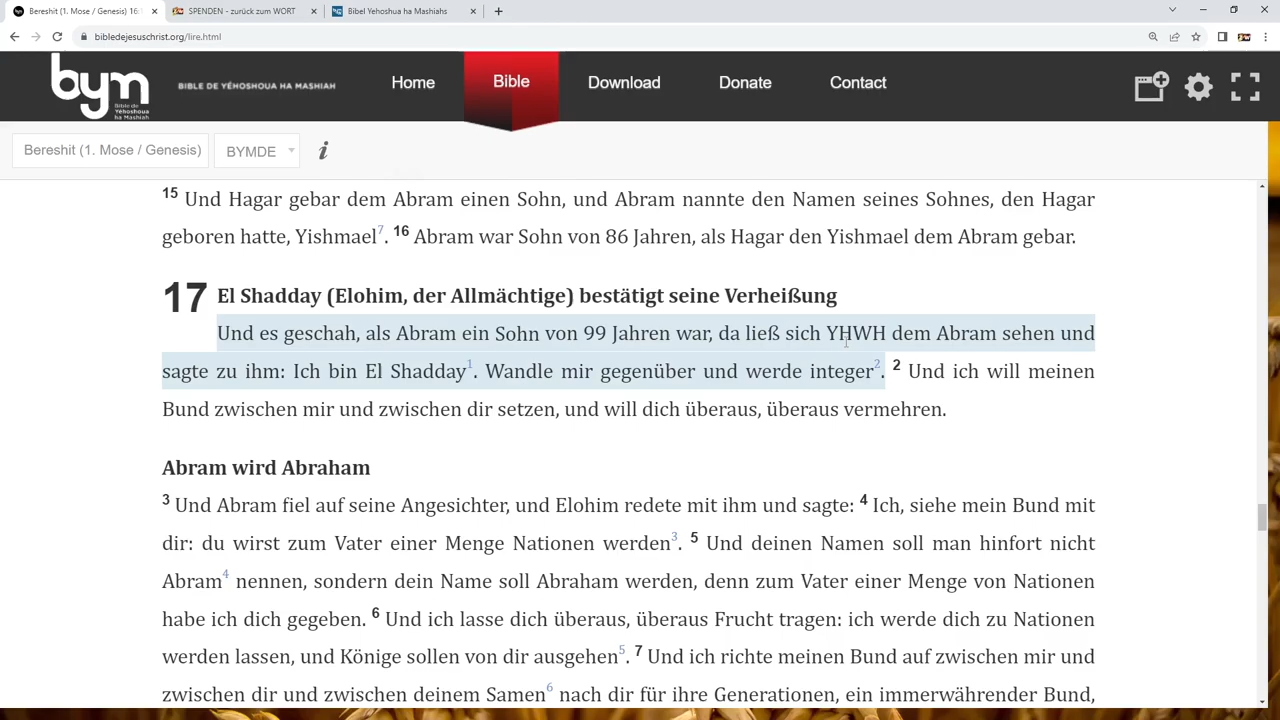 Bereshit (1. Mose / Genesis) 16:
SPENDEN - zurück zum WORT
Bibel Yehoshua ha Mashiahs
bibledejesuschrist.org/lire.html
bym
Bible de
Yéhoshoua
ha Mashiah
BIBLE DE YÉHOSHOUA HA MASHIAH
Home
Bible
Download
Donate
Contact
Bereshit (1. Mose / Genesis)
BYMDE
i
15 Und Hagar gebar dem Abram einen Sohn, und Abram nannte den Namen seines Sohnes, den Hagar
geboren hatte, Yishmael7. 16 Abram war Sohn von 86 Jahren, als Hagar den Yishmael dem Abram gebar.
17 El Shadday (Elohim, der Allmächtige) bestätigt seine Verheißung
Und es geschah, als Abram ein Sohn von 99 Jahren war, da ließ sich YHWH dem Abram sehen und
sagte zu ihm: Ich bin El Shadday1. Wandle mir gegenüber und werde integer2. 2 Und ich will meinen
Bund zwischen mir und zwischen dir setzen, und will dich überaus, überaus vermehren.
Abram wird Abraham
3 Und Abram fiel auf seine Angesichter, und Elohim redete mit ihm und sagte: 4 Ich, siehe mein Bund mit
dir: du wirst zum Vater einer Menge Nationen werden3. 5 Und deinen Namen soll man hinfort nicht
Abram4 nennen, sondern dein Name soll Abraham werden, denn zum Vater einer Menge von Nationen
habe ich dich gegeben. 6 Und ich lasse dich überaus, überaus Frucht tragen: ich werde dich zu Nationen
werden lassen, und Könige sollen von dir ausgehen5. 7 Und ich richte meinen Bund auf zwischen mir und
zwischen dir und zwischen deinem Samen6 nach dir für ihre Generationen, ein immerwährender Bund,